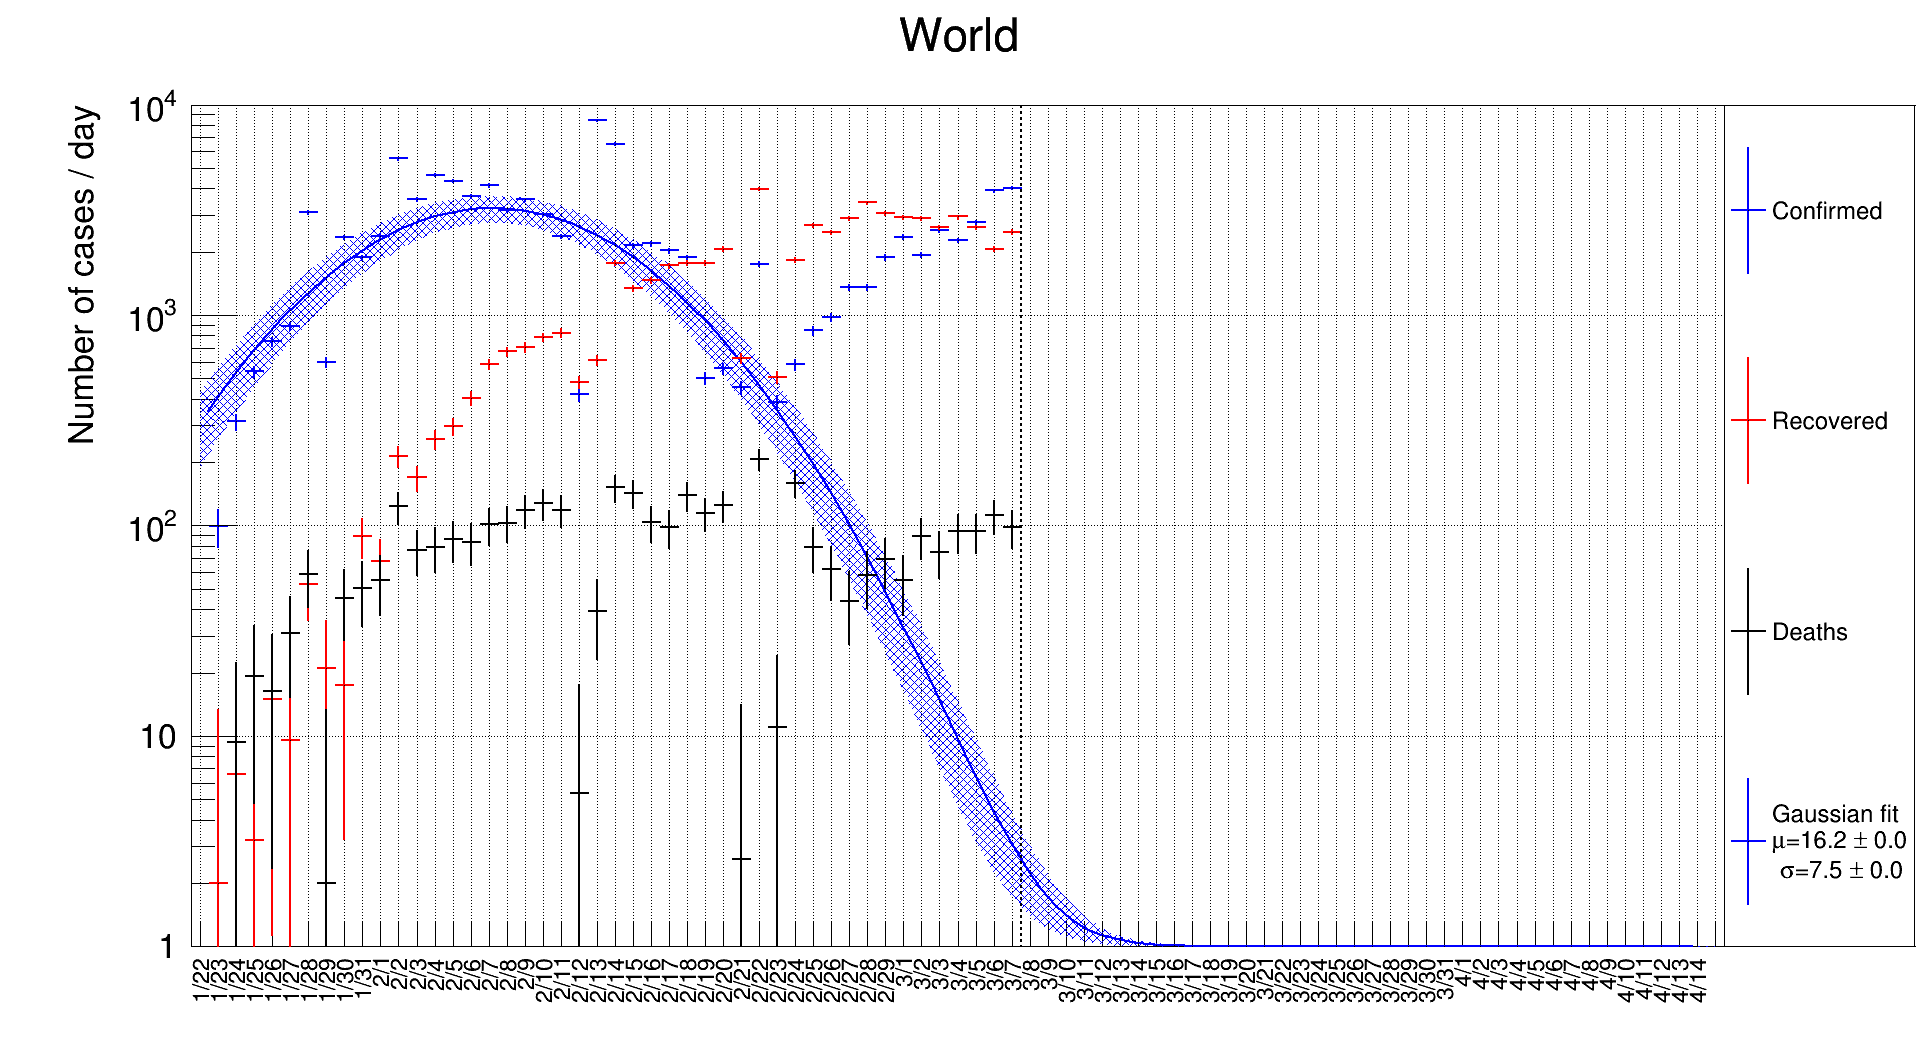 World
Number of cases / day
10⁴
10³
10²
10
1
1/22 1/23 1/24 1/25 1/26 1/27 1/28 1/29 1/30 1/31 2/1 2/2 2/3 2/4 2/5 2/6 2/7 2/8 2/9 2/10 2/11 2/12 2/13 2/14 2/15 2/16 2/17 2/18 2/19 2/20 2/21 2/22 2/23 2/24 2/25 2/26 2/27 2/28 2/29 3/1 3/2 3/3 3/4 3/5 3/6 3/7 3/8 3/9 3/10 3/11 3/12 3/13 3/14 3/15 3/16 3/17 3/18 3/19 3/20 3/21 3/22 3/23 3/24 3/25 3/26 3/27 3/28 3/29 3/30 3/31 4/1 4/2 4/3 4/4 4/5 4/6 4/7 4/8 4/9 4/10 4/11 4/12 4/13 4/14
Confirmed
Recovered
Deaths
Gaussian fit
μ=16.2 ± 0.0
σ=7.5 ± 0.0